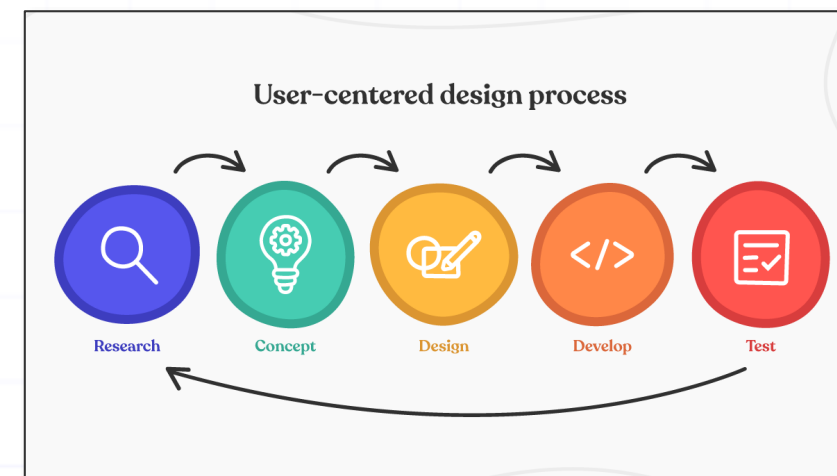 User-centered design process
Research
Concept
Design
Develop
Test